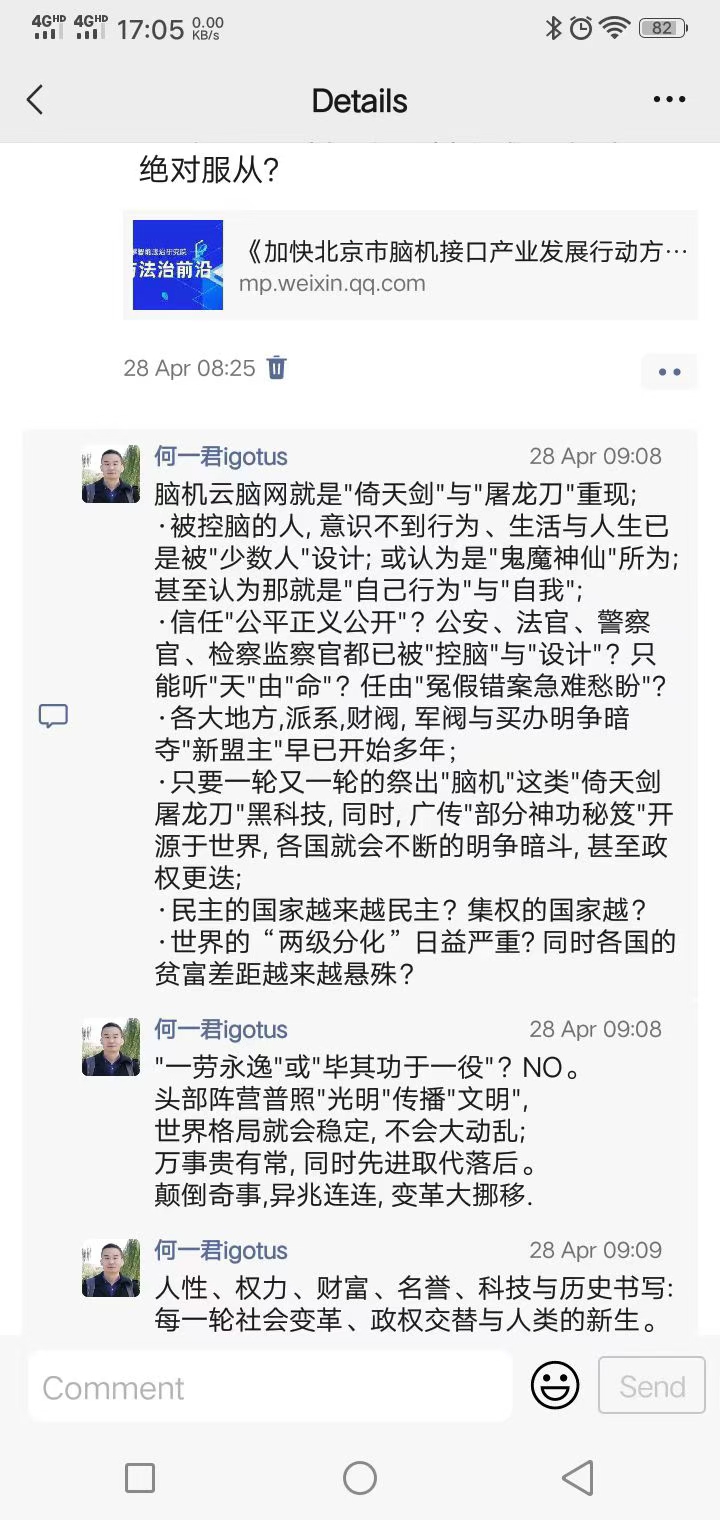 4GHD 4GHD 17:05 0.00 KB/s 82
Details
绝对服从?
法治前沿
《加快北京市脑机接口产业发展行动方…
mp.weixin.qq.com
28 Apr 08:25
何一君igotus 28 Apr 09:08
脑机云脑网就是"倚天剑"与"屠龙刀"重现;
·被控脑的人, 意识不到行为、生活与人生已
是被"少数人"设计; 或认为是"鬼魔神仙"所为;
甚至认为那就是"自己行为"与"自我";
·信任"公平正义公开"? 公安、法官、警察
官、检察监察官都已被"控脑"与"设计"? 只
能听"天"由"命"? 任由"冤假错案急难愁盼"?
·各大地方,派系,财阀, 军阀与买办明争暗
夺"新盟主"早已开始多年;
·只要一轮又一轮的祭出"脑机"这类"倚天剑
屠龙刀"黑科技, 同时, 广传"部分神功秘笈"开
源于世界, 各国就会不断的明争暗斗, 甚至政
权更迭;
·民主的国家越来越民主? 集权的国家越?
·世界的“两级分化”日益严重? 同时各国的
贫富差距越来越悬殊?
何一君igotus 28 Apr 09:08
"一劳永逸"或"毕其功于一役"? NO。
头部阵营普照"光明"传播"文明",
世界格局就会稳定, 不会大动乱;
万事贵有常, 同时先进取代落后。
颠倒奇事,异兆连连, 变革大挪移.
何一君igotus 28 Apr 09:09
人性、权力、财富、名誉、科技与历史书写:
每一轮社会变革、政权交替与人类的新生。
Comment Send